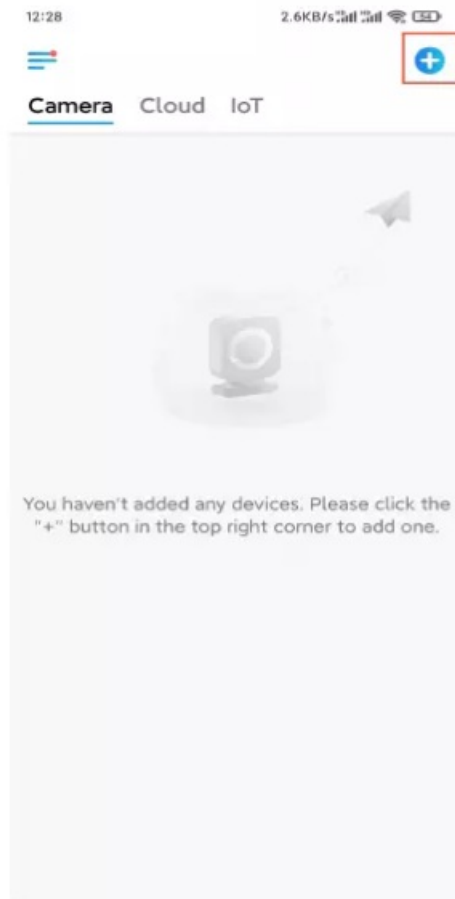 12:28 2.6KB/s 54
Camera Cloud IoT
You haven't added any devices. Please click the
"+" button in the top right corner to add one.